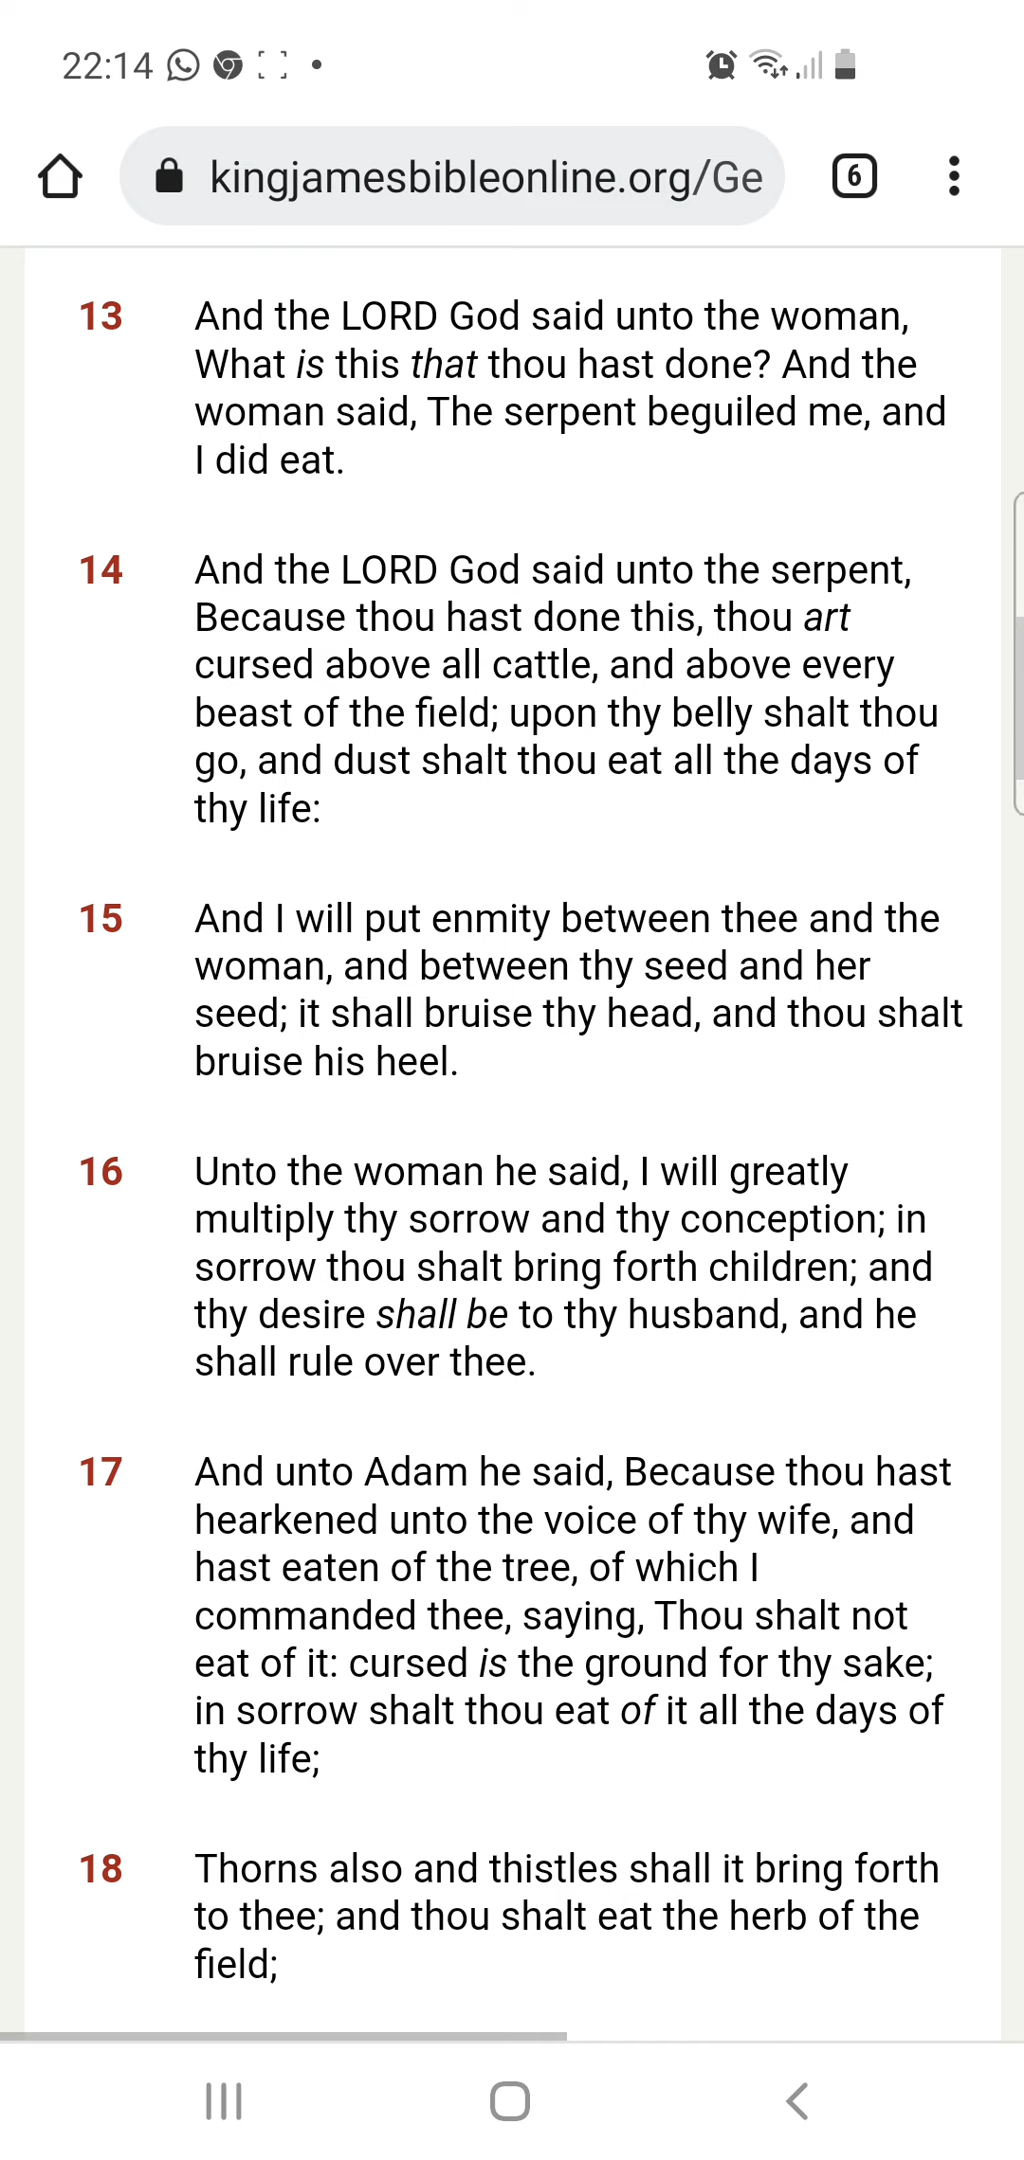 22:14
kingjamesbibleonline.org/Ge
6
13 And the LORD God said unto the woman,
What is this that thou hast done? And the
woman said, The serpent beguiled me, and
I did eat.
14 And the LORD God said unto the serpent,
Because thou hast done this, thou art
cursed above all cattle, and above every
beast of the field; upon thy belly shalt thou
go, and dust shalt thou eat all the days of
thy life:
15 And I will put enmity between thee and the
woman, and between thy seed and her
seed; it shall bruise thy head, and thou shalt
bruise his heel.
16 Unto the woman he said, I will greatly
multiply thy sorrow and thy conception; in
sorrow thou shalt bring forth children; and
thy desire shall be to thy husband, and he
shall rule over thee.
17 And unto Adam he said, Because thou hast
hearkened unto the voice of thy wife, and
hast eaten of the tree, of which I
commanded thee, saying, Thou shalt not
eat of it: cursed is the ground for thy sake;
in sorrow shalt thou eat of it all the days of
thy life;
18 Thorns also and thistles shall it bring forth
to thee; and thou shalt eat the herb of the
field;